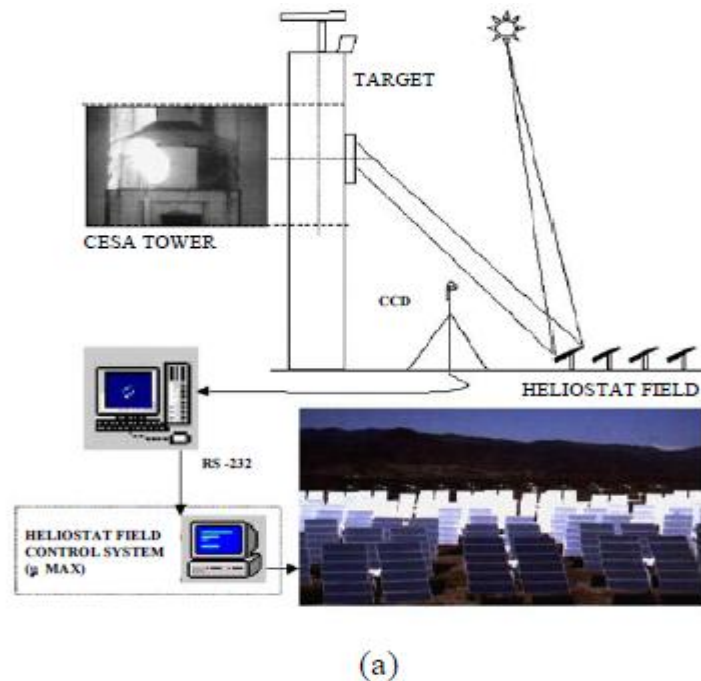 TARGET
CESA TOWER
CCD
HELIOSTAT FIELD
RS -232
HELIOSTAT FIELD
CONTROL SYSTEM
(μ MAX)
(a)